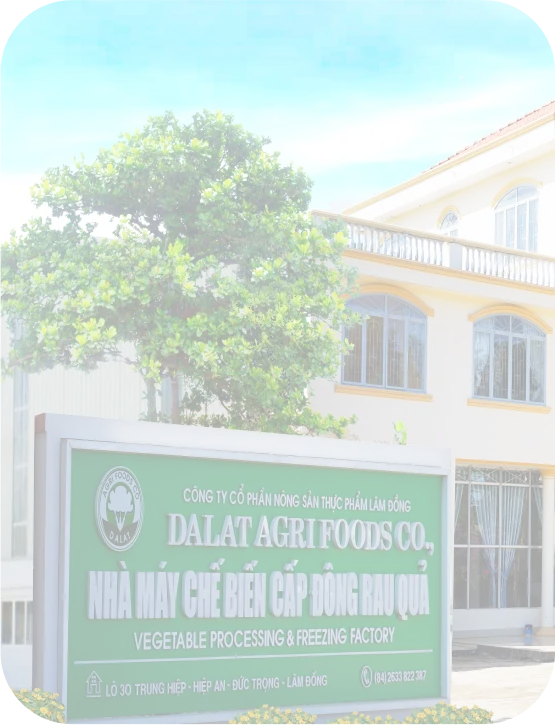 AGRI FOODS CO.
DALAT
CÔNG TY CỔ PHẦN NÔNG SẢN THỰC PHẨM LÂM ĐỒNG
DALAT AGRI FOODS CO.,
NHÀ MÁY CHẾ BIẾN CẤP ĐÔNG RAU QUẢ
VEGETABLE PROCESSING & FREEZING FACTORY
LÔ 30 TRUNG HIỆP - HIỆP AN - ĐỨC TRỌNG - LÂM ĐỒNG
(84) 2633 822 387